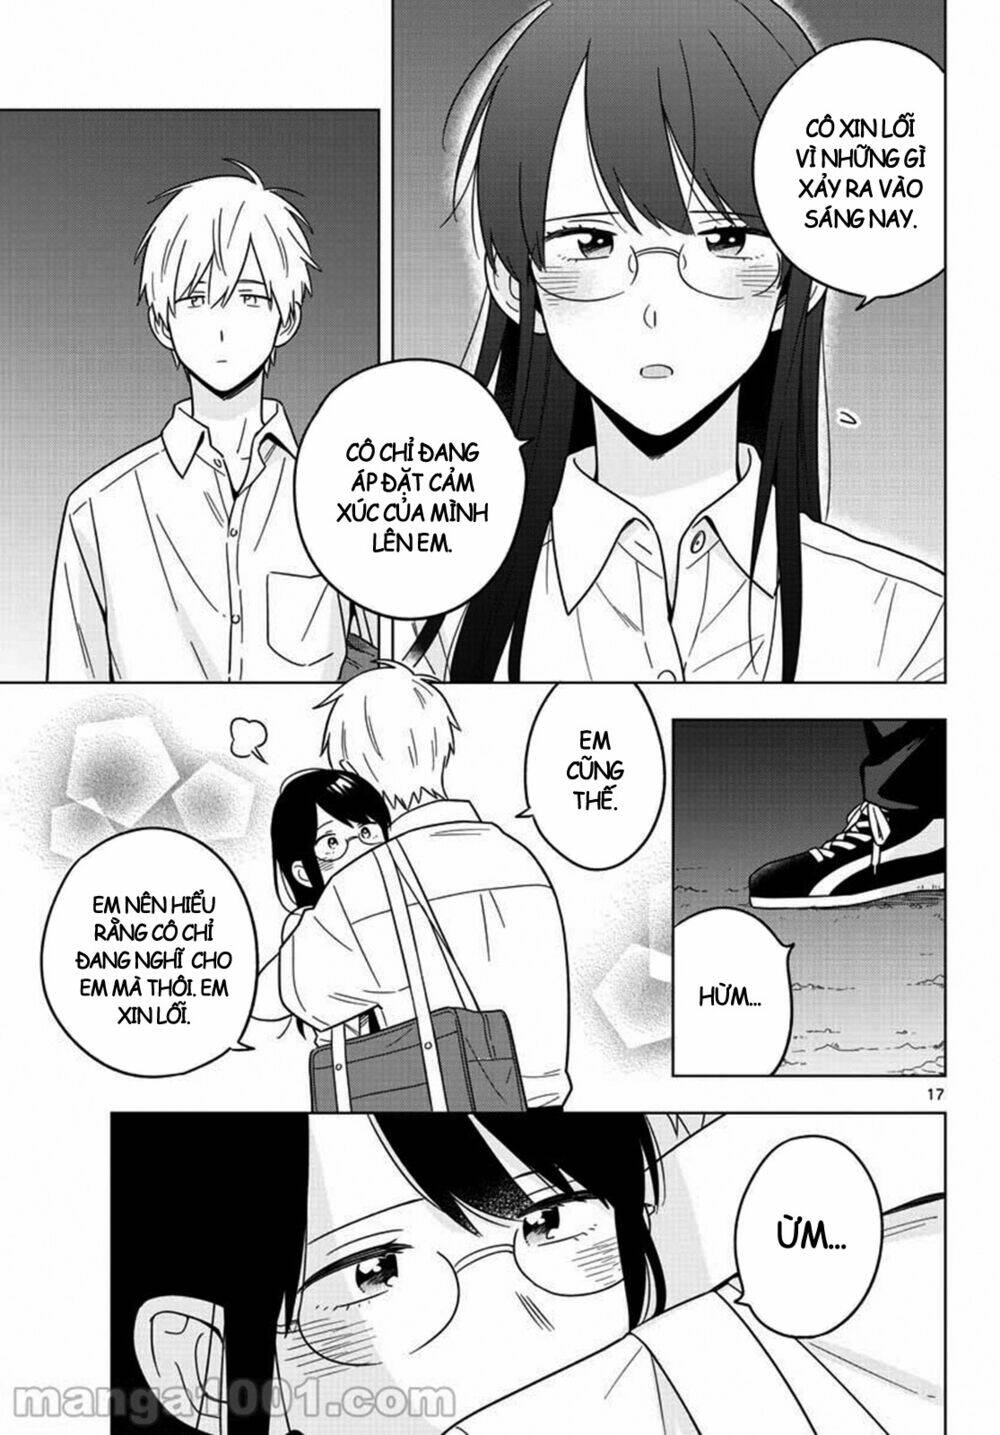 CÔ XIN LỐI
VÌ NHỮNG GÌ
XẢY RA VÀO
SÁNG NAY.
CÔ CHỈ ĐANG
ÁP ĐẶT CẢM
XÚC CỦA MÌNH
LÊN EM.
HỪM...
EM
CŨNG
THẾ.
EM NÊN HIỂU
RẰNG CÔ CHỈ
ĐANG NGHĨ CHO
EM MÀ THÔI. EM
XIN LỖI.
17
ỪM...
manga1001.com